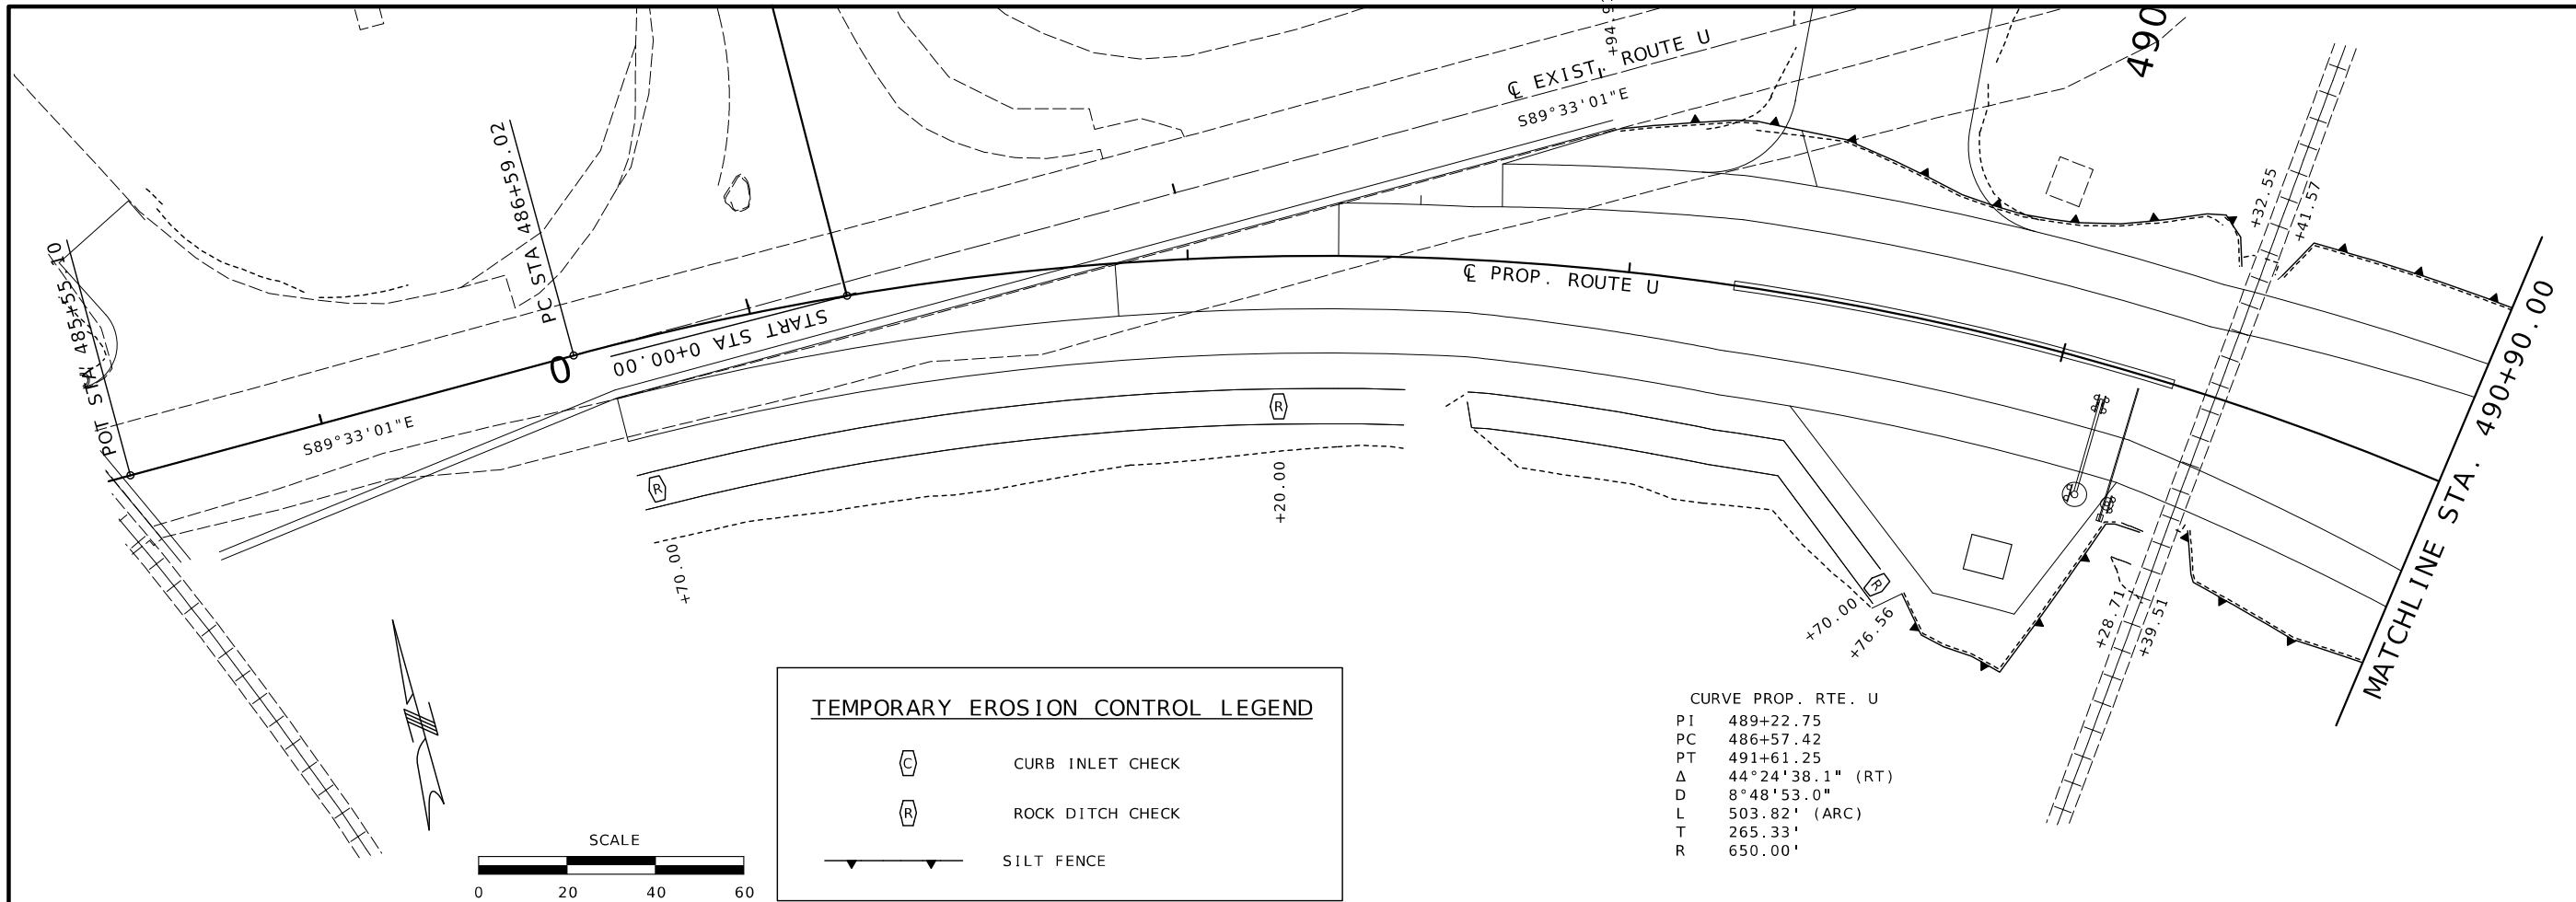 +94.9
490
℄ EXIST. ROUTE U
S89°33'01"E
PC STA 486+59.02
POT STA 485+55.10
+32.55
+41.57
℄ PROP. ROUTE U
START STA 0+00.00
0
S89°33'01"E
MATCHLINE STA. 490+90.00
R
R
+20.00
+70.00
R
+70.00
+76.56
+28.71
+39.51
TEMPORARY EROSION CONTROL LEGEND
C CURB INLET CHECK
R ROCK DITCH CHECK
SILT FENCE
SCALE
0 20 40 60
CURVE PROP. RTE. U
PI 489+22.75
PC 486+57.42
PT 491+61.25
Δ 44°24'38.1" (RT)
D 8°48'53.0"
L 503.82' (ARC)
T 265.33'
R 650.00'